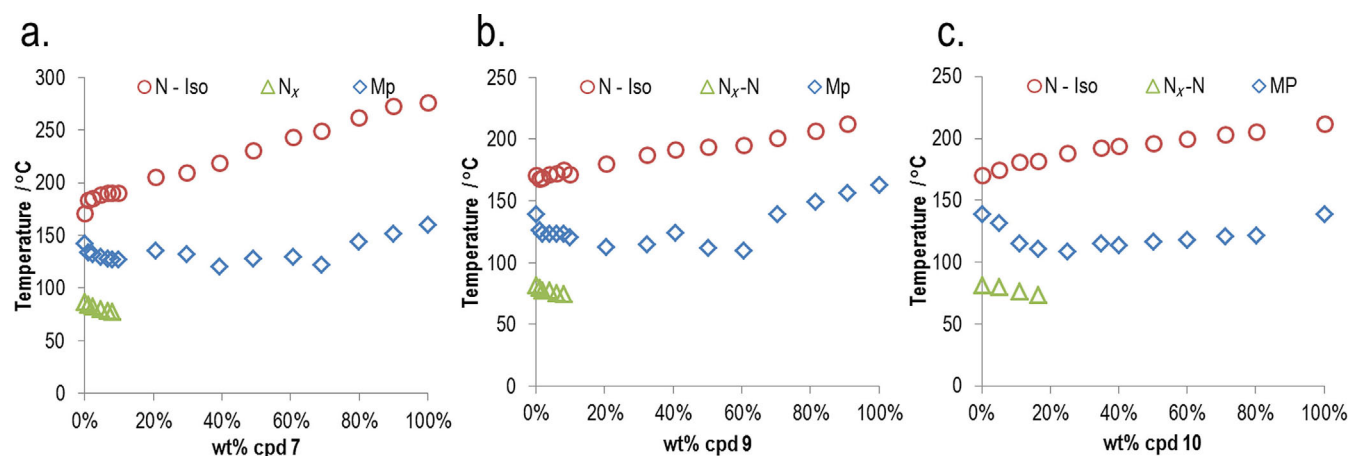 a.
300
250
200
150
100
50
0
Temperature /°C
N - Iso
Nx
Mp
0% 20% 40% 60% 80% 100%
wt% cpd 7
b.
250
200
150
100
50
0
Temperature /°C
N - Iso
Nx-N
Mp
0% 20% 40% 60% 80% 100%
wt% cpd 9
c.
250
200
150
100
50
0
Temperature /°C
N - Iso
Nx-N
MP
0% 20% 40% 60% 80% 100%
wt% cpd 10